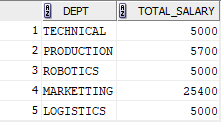 DEPT TOTAL_SALARY
1 TECHNICAL 5000
2 PRODUCTION 5700
3 ROBOTICS 5000
4 MARKETTING 25400
5 LOGISTICS 5000